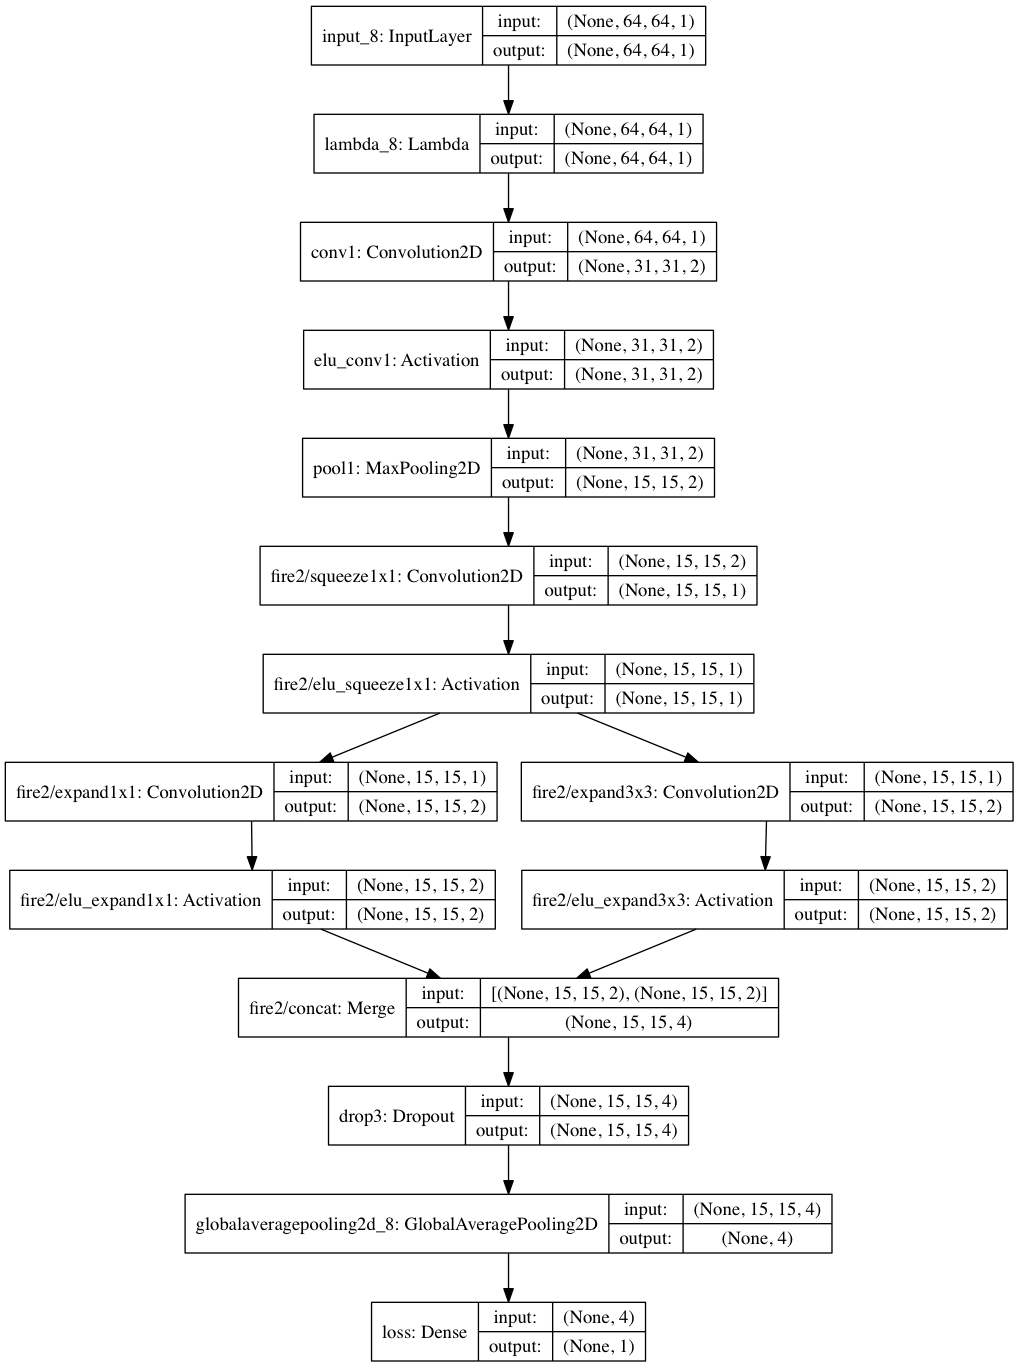 input_8: InputLayer
input: (None, 64, 64, 1)
output: (None, 64, 64, 1)
lambda_8: Lambda
input: (None, 64, 64, 1)
output: (None, 64, 64, 1)
conv1: Convolution2D
input: (None, 64, 64, 1)
output: (None, 31, 31, 2)
elu_conv1: Activation
input: (None, 31, 31, 2)
output: (None, 31, 31, 2)
pool1: MaxPooling2D
input: (None, 31, 31, 2)
output: (None, 15, 15, 2)
fire2/squeeze1x1: Convolution2D
input: (None, 15, 15, 2)
output: (None, 15, 15, 1)
fire2/elu_squeeze1x1: Activation
input: (None, 15, 15, 1)
output: (None, 15, 15, 1)
fire2/expand1x1: Convolution2D
input: (None, 15, 15, 1)
output: (None, 15, 15, 2)
fire2/expand3x3: Convolution2D
input: (None, 15, 15, 1)
output: (None, 15, 15, 2)
fire2/elu_expand1x1: Activation
input: (None, 15, 15, 2)
output: (None, 15, 15, 2)
fire2/elu_expand3x3: Activation
input: (None, 15, 15, 2)
output: (None, 15, 15, 2)
fire2/concat: Merge
input: [(None, 15, 15, 2), (None, 15, 15, 2)]
output: (None, 15, 15, 4)
drop3: Dropout
input: (None, 15, 15, 4)
output: (None, 15, 15, 4)
globalaveragepooling2d_8: GlobalAveragePooling2D
input: (None, 15, 15, 4)
output: (None, 4)
loss: Dense
input: (None, 4)
output: (None, 1)